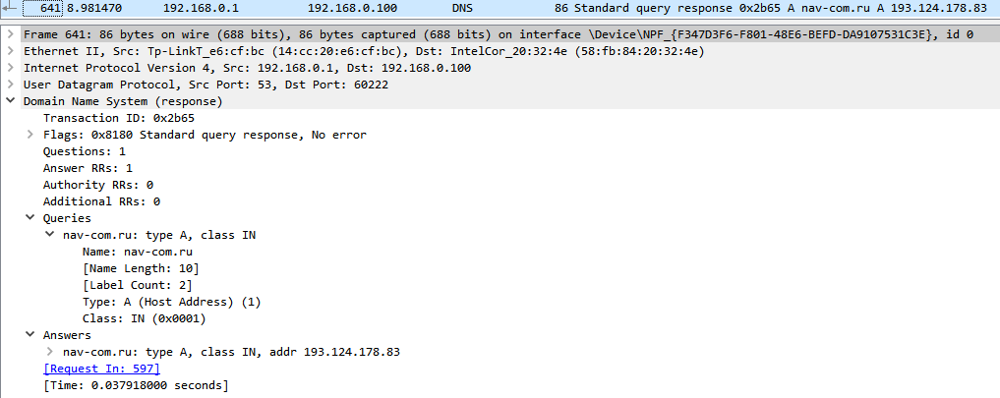 641 8.981470 192.168.0.1 192.168.0.100 DNS 86 Standard query response 0x2b65 A nav-com.ru A 193.124.178.83
Frame 641: 86 bytes on wire (688 bits), 86 bytes captured (688 bits) on interface \Device\NPF_{F347D3F6-F801-48E6-BEFD-DA9107531C3E}, id 0
Ethernet II, Src: Tp-LinkT_e6:cf:bc (14:cc:20:e6:cf:bc), Dst: IntelCor_20:32:4e (58:fb:84:20:32:4e)
Internet Protocol Version 4, Src: 192.168.0.1, Dst: 192.168.0.100
User Datagram Protocol, Src Port: 53, Dst Port: 60222
Domain Name System (response)
Transaction ID: 0x2b65
Flags: 0x8180 Standard query response, No error
Questions: 1
Answer RRs: 1
Authority RRs: 0
Additional RRs: 0
Queries
nav-com.ru: type A, class IN
Name: nav-com.ru
[Name Length: 10]
[Label Count: 2]
Type: A (Host Address) (1)
Class: IN (0x0001)
Answers
nav-com.ru: type A, class IN, addr 193.124.178.83
[Request In: 597]
[Time: 0.037918000 seconds]